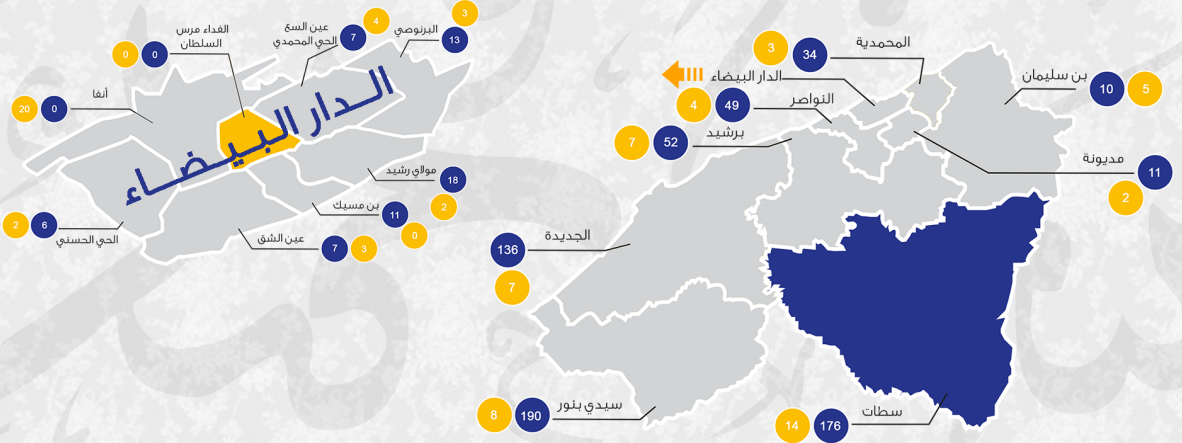 الفداء مرس
السلطان
0
0
عين السبع
الحي المحمدي
7
4
البرنوصي
13
3
أنفا
0
20
الدار البيضاء
مولاي رشيد
18
2
بن مسيك
11
0
عين الشق
7
3
الحي الحسني
6
2
المحمدية
34
3
الدار البيضاء
النواصر
49
4
برشيد
52
7
بن سليمان
10
5
مديونة
11
2
الجديدة
136
7
سيدي بنور
190
8
سطات
176
14